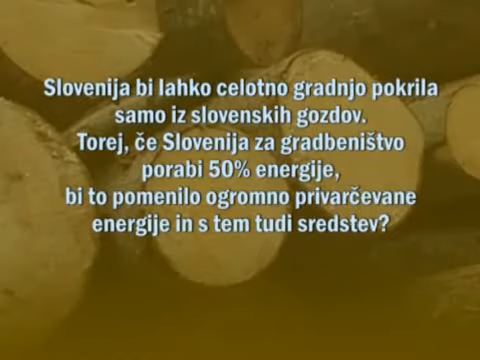 Slovenija bi lahko celotno gradnjo pokrila
samo iz slovenskih gozdov.
Torej, če Slovenija za gradbeništvo
porabi 50% energije,
bi to pomenilo ogromno privarčevane
energije in s tem tudi sredstev?